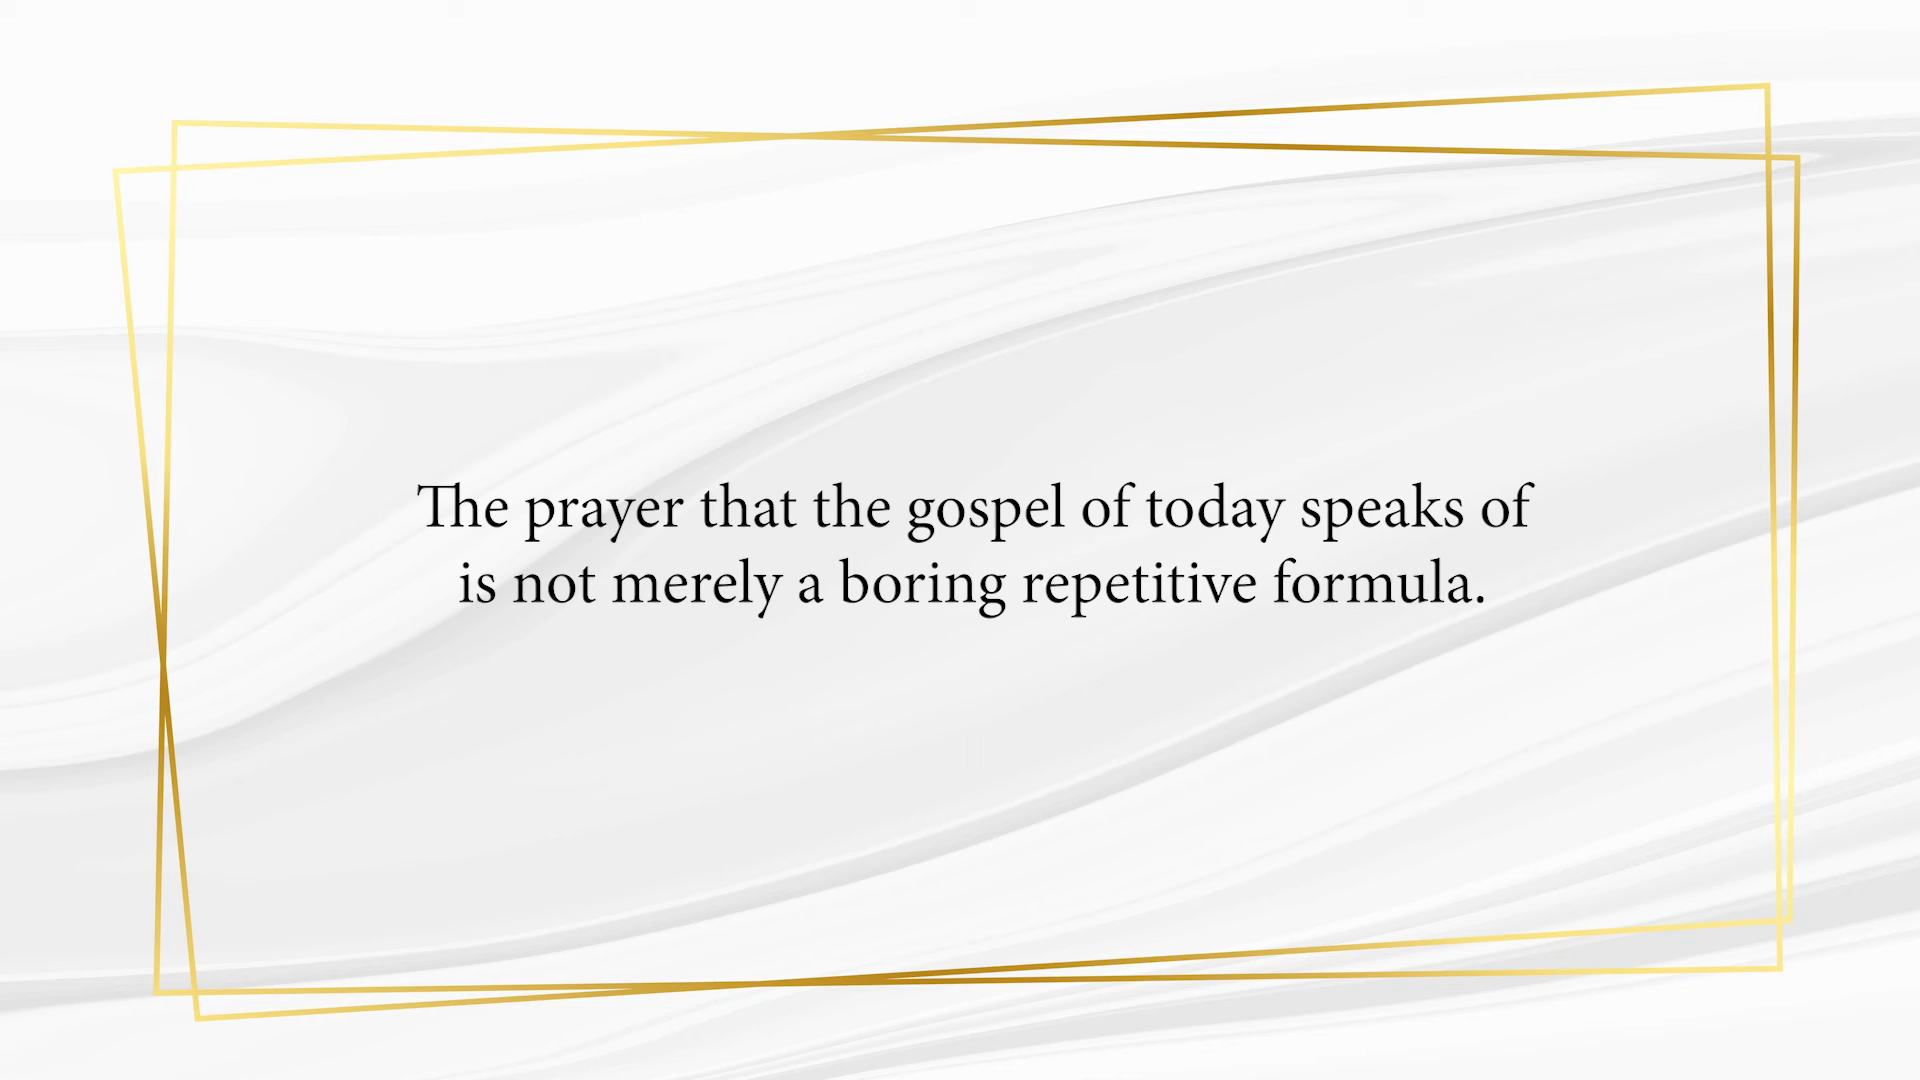 The prayer that the gospel of today speaks of
is not merely a boring repetitive formula.